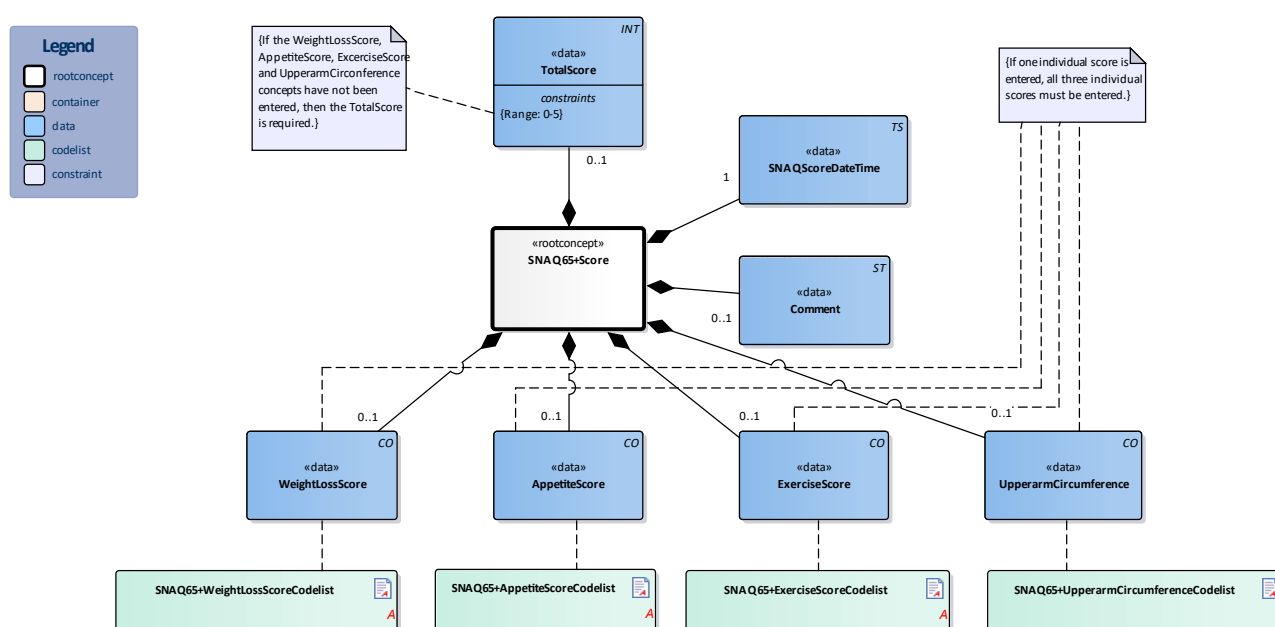 Legend
rootconcept
container
data
codelist
constraint
{If the WeightLossScore,
AppetiteScore, ExcerciseScore
and UpperarmCirconference
concepts have not been
entered, then the TotalScore
is required.}
INT
«data»
TotalScore
constraints
{Range: 0-5}
0..1
{If one individual score is
entered, all three individual
scores must be entered.}
TS
«data»
SNAQScoreDateTime
1
«rootconcept»
SNAQ65+Score
ST
«data»
Comment
0..1
0..1
0..1
0..1
0..1
CO
«data»
WeightLossScore
CO
«data»
AppetiteScore
CO
«data»
ExerciseScore
CO
«data»
UpperarmCircumference
SNAQ65+WeightLossScoreCodelist
A
SNAQ65+AppetiteScoreCodelist
A
SNAQ65+ExerciseScoreCodelist
A
SNAQ65+UpperarmCircumferenceCodelist